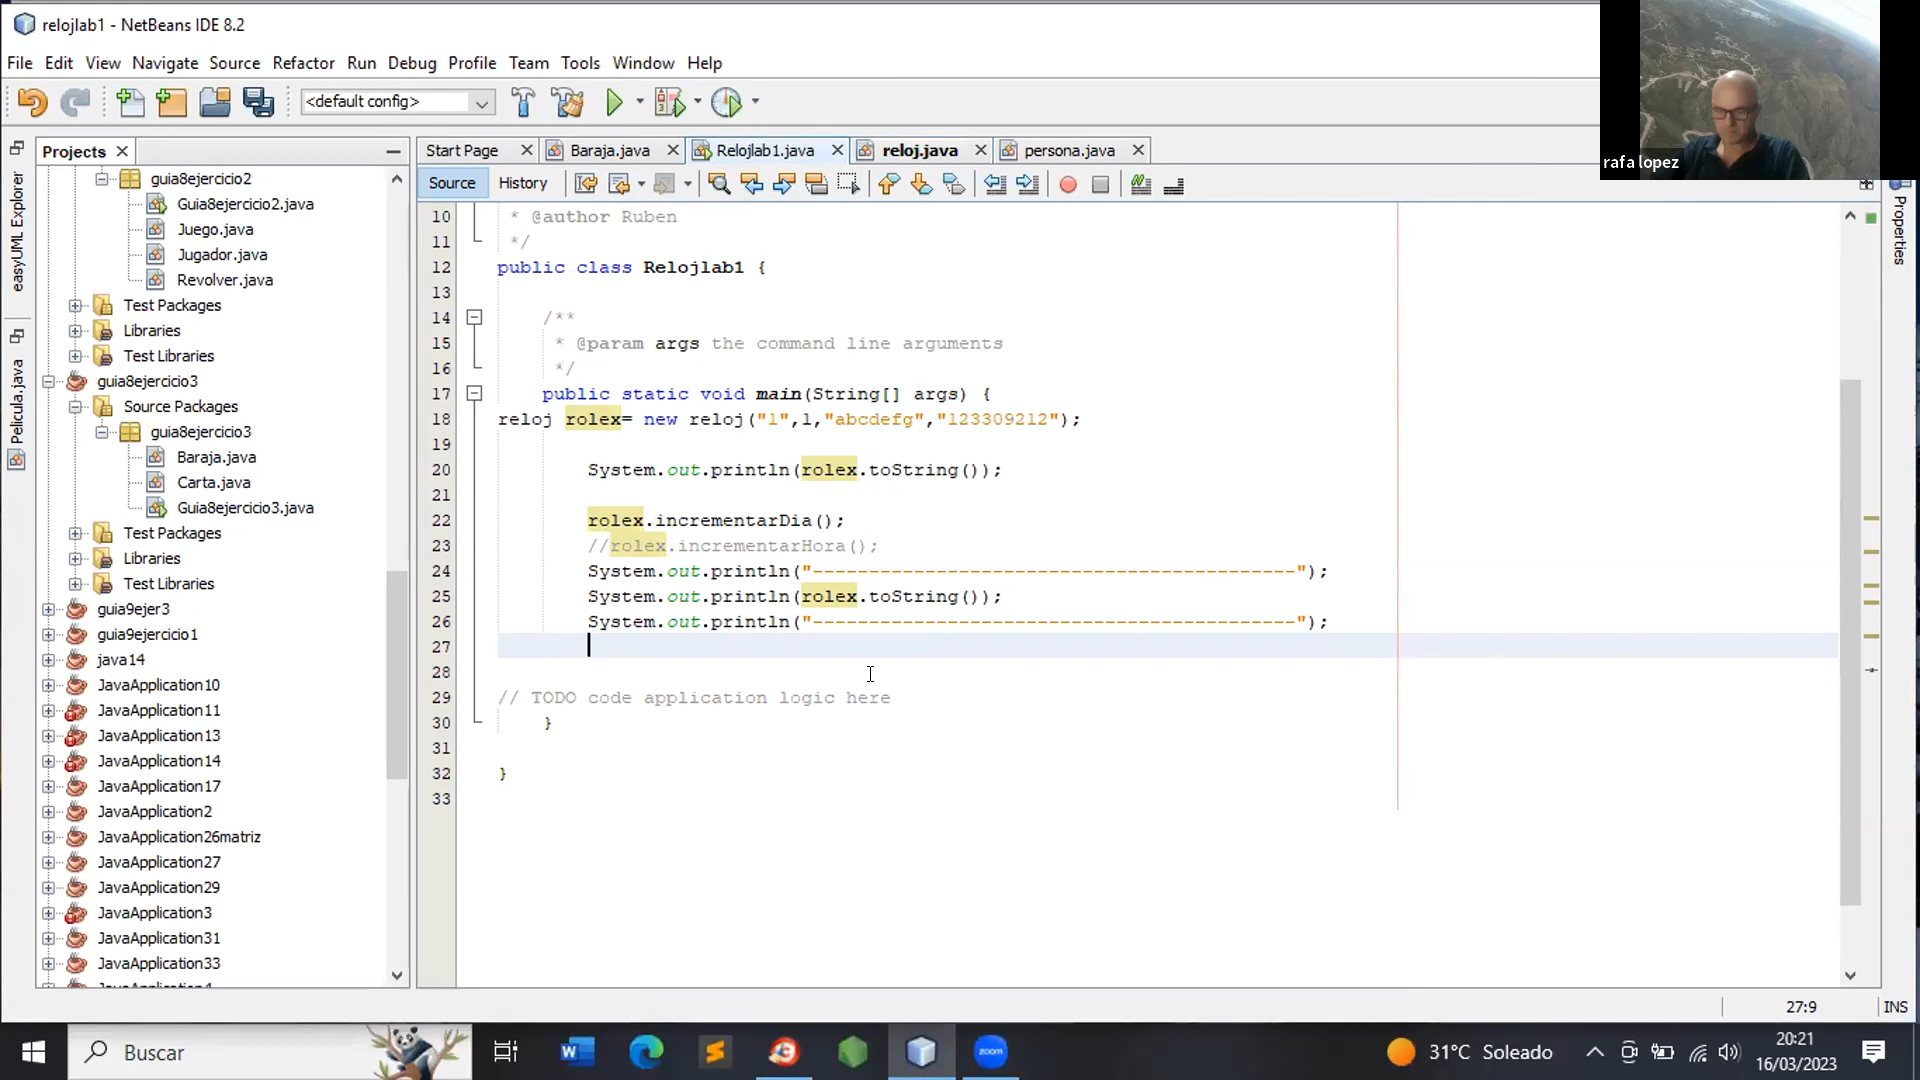 relojlab1 - NetBeans IDE 8.2
File Edit View Navigate Source Refactor Run Debug Profile Team Tools Window Help
<default config>
rafa lopez
Projects
Start Page
Baraja.java
Relojlab1.java
reloj.java
persona.java
Source
History
easyUML Explorer
Pelicula.java
Properties
guia8ejercicio2
Guia8ejercicio2.java
Juego.java
Jugador.java
Revolver.java
Test Packages
Libraries
Test Libraries
guia8ejercicio3
Source Packages
guia8ejercicio3
Baraja.java
Carta.java
Guia8ejercicio3.java
Test Packages
Libraries
Test Libraries
guia9ejer3
guia9ejercicio1
java14
JavaApplication10
JavaApplication11
JavaApplication13
JavaApplication14
JavaApplication17
JavaApplication2
JavaApplication26matriz
JavaApplication27
JavaApplication29
JavaApplication3
JavaApplication31
JavaApplication33
10 * @author Ruben
11 */
12 public class Relojlab1 {
13
14 /**
15 * @param args the command line arguments
16 */
17 public static void main(String[] args) {
18 reloj rolex= new reloj("l",l,"abcdefg","123309212");
19
20 System.out.println(rolex.toString());
21
22 rolex.incrementarDia();
23 //rolex.incrementarHora();
24 System.out.println("-------------------------------------------");
25 System.out.println(rolex.toString());
26 System.out.println("-------------------------------------------");
27
28
29 // TODO code application logic here
30 }
31
32 }
33
27:9 INS
Buscar
zoom
31°C Soleado
20:21
16/03/2023